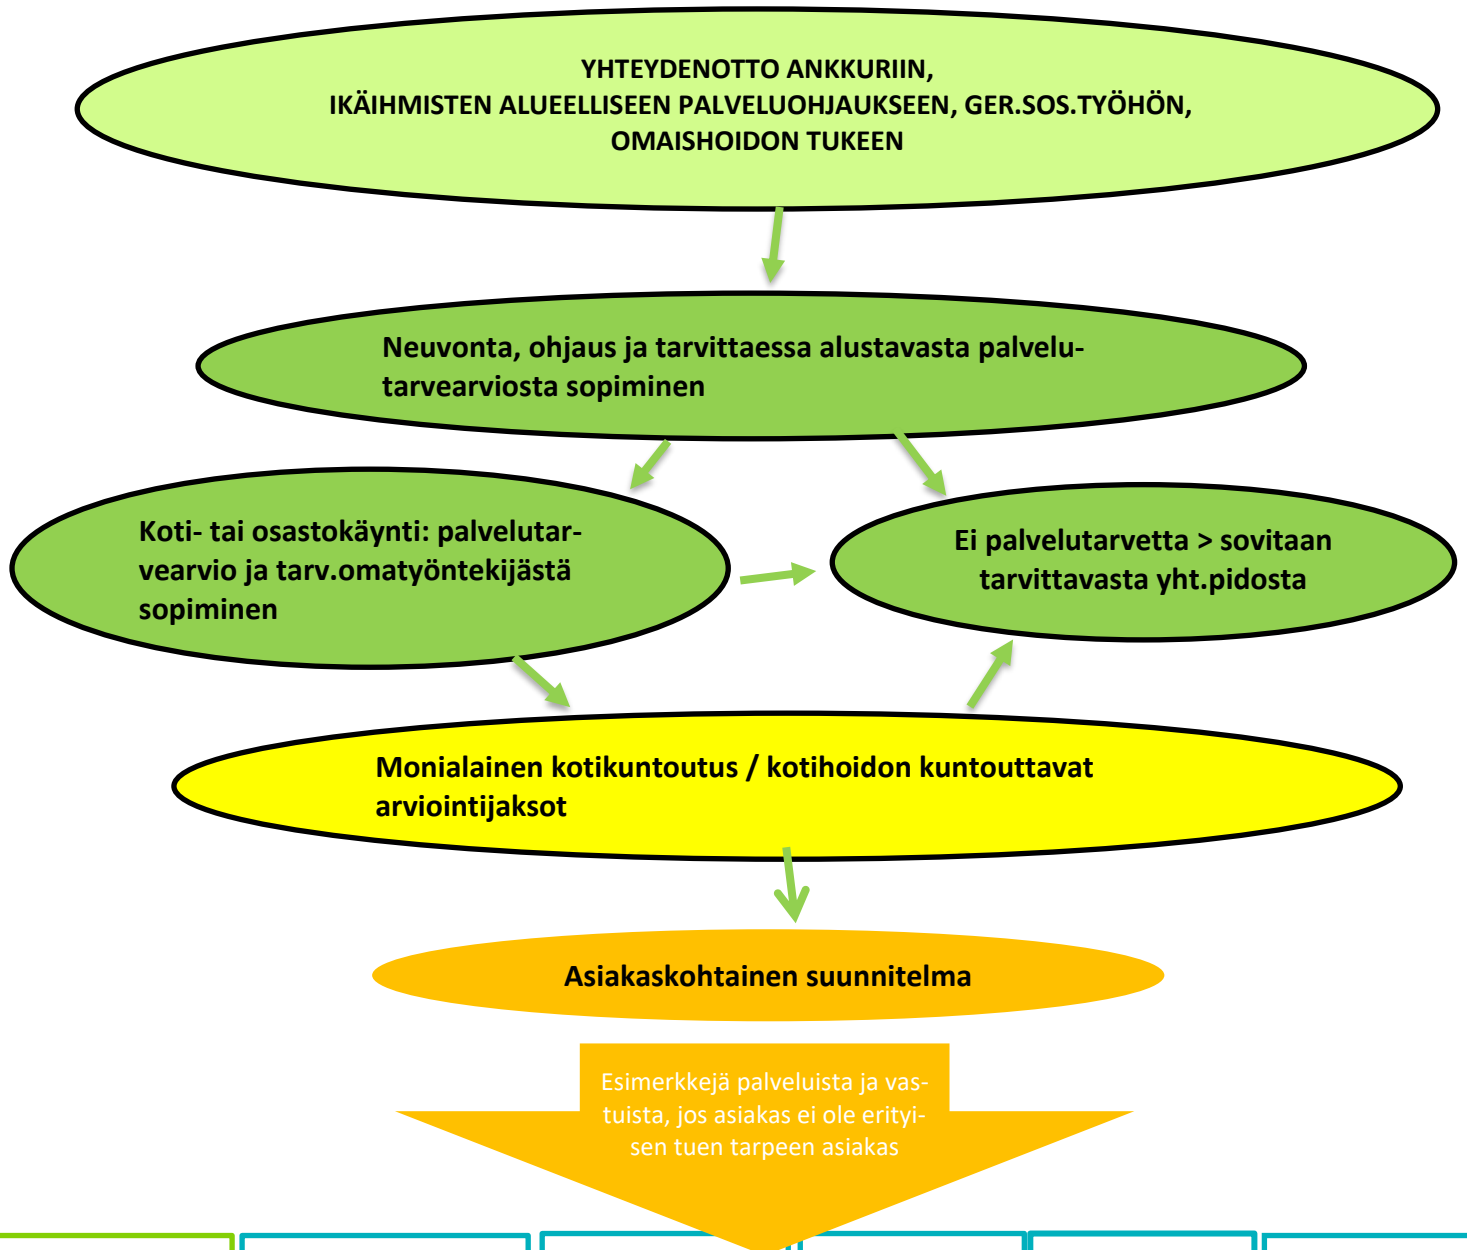 YHTEYDENOTTO ANKKURIIN,
IKÄIHMISTEN ALUEELLISEEN PALVELUOHJAUKSEEN, GER.SOS.TYÖHÖN,
OMAISHOIDON TUKEEN
Neuvonta, ohjaus ja tarvittaessa alustavasta palvelu-
tarvearviosta sopiminen
Koti- tai osastokäynti: palvelutar-
vearvio ja tarv.omatyöntekijästä
sopiminen
Ei palvelutarvetta > sovitaan
tarvittavasta yht.pidosta
Monialainen kotikuntoutus / kotihoidon kuntouttavat
arviointijaksot
Asiakaskohtainen suunnitelma
Esimerkkejä palveluista ja vas-
tuista, jos asiakas ei ole erityi-
sen tuen tarpeen asiakas